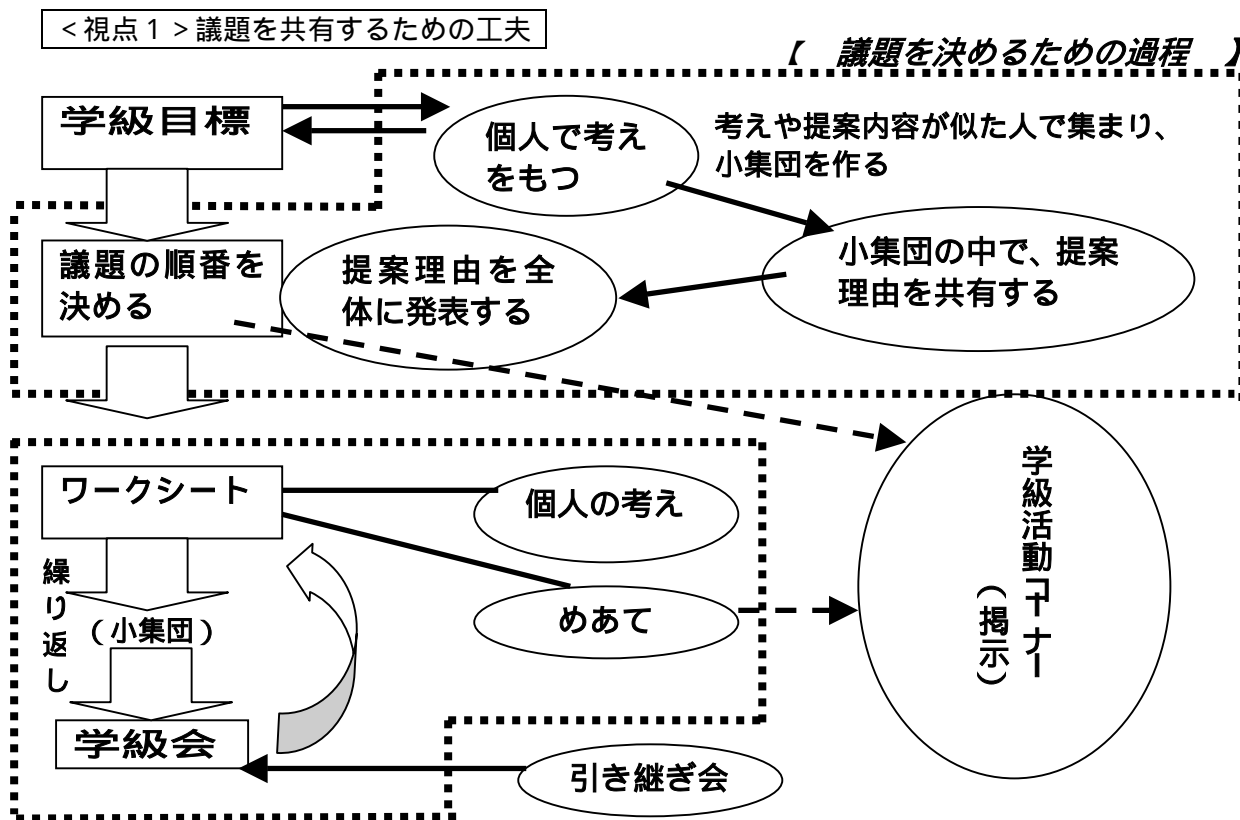 ＜視点１＞議題を共有するための工夫
【　議題を決めるための過程　】
学級目標
個人で考え
をもつ
考えや提案内容が似た人で集まり、
小集団を作る
議題の順番を
決める
提案理由を全
体に発表する
小集団の中で、提案
理由を共有する
ワークシート
個人の考え
めあて
繰り返し
（小集団）
学級会
引き継ぎ会
学級活動コーナー
（掲示）